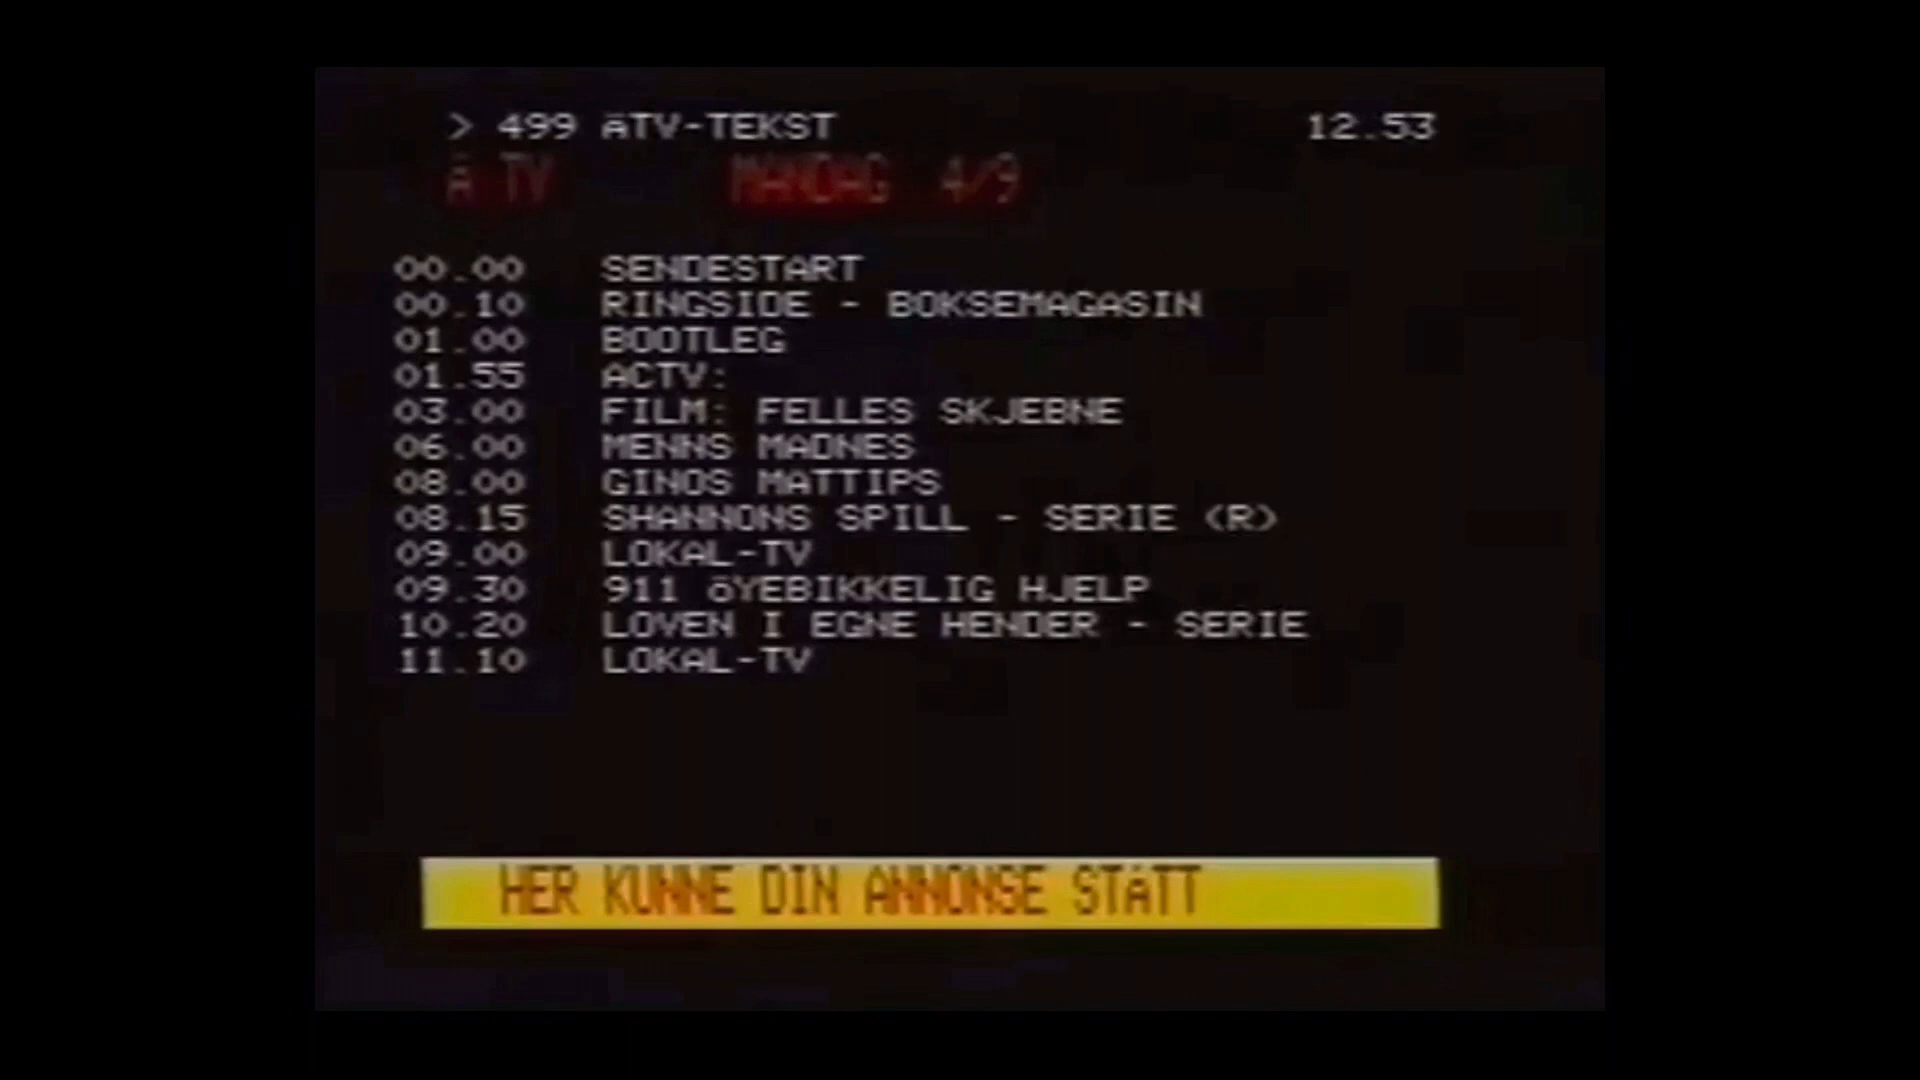 > 499 åTV-TEKST 12.53
Å TV MANDAG 4/9
00.00 SENDESTART
00.10 RINGSIDE - BOKSEMAGASIN
01.00 BOOTLEG
01.55 ACTV:
03.00 FILM: FELLES SKJEBNE
06.00 MENNS MADNES
08.00 GINOS MATTIPS
08.15 SHANNONS SPILL - SERIE (R)
09.00 LOKAL-TV
09.30 911 öYEBIKKELIG HJELP
10.20 LOVEN I EGNE HENDER - SERIE
11.10 LOKAL-TV
HER KUNNE DIN ANNONSE STåTT